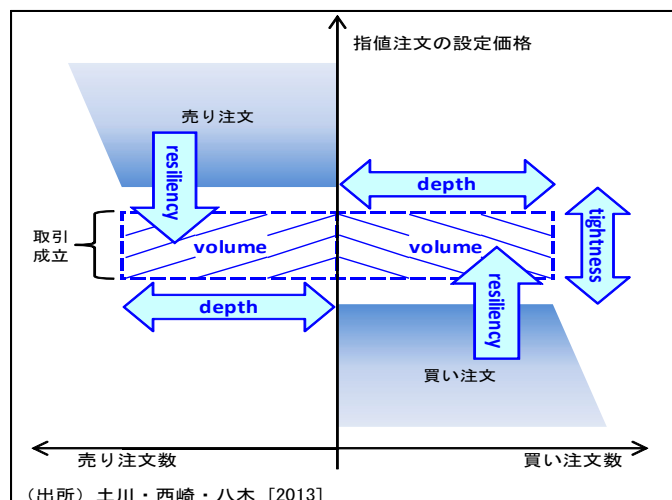 指値注文の設定価格
売り注文
resiliency
depth
tightness
取引
成立
volume
volume
resiliency
depth
買い注文
売り注文数
買い注文数
（出所）土川・西崎・八木［2013］